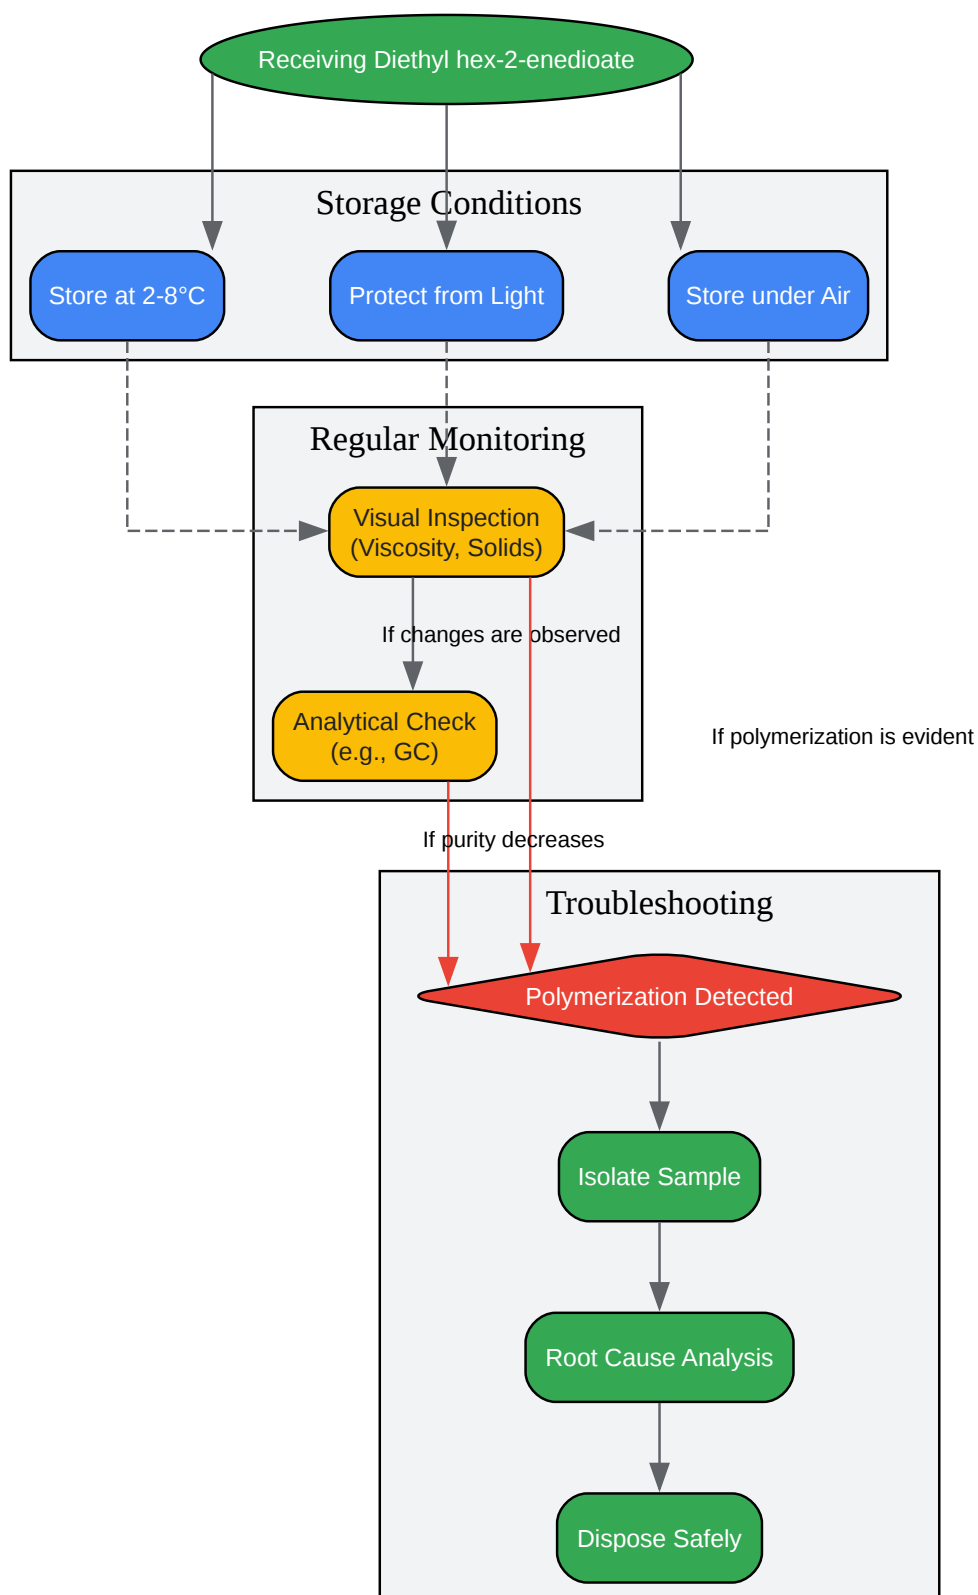 Receiving Diethyl hex-2-enedioate
Storage Conditions
Store at 2-8°C
Protect from Light
Store under Air
Regular Monitoring
Visual Inspection
(Viscosity, Solids)
If changes are observed
Analytical Check
(e.g., GC)
If polymerization is evident
If purity decreases
Troubleshooting
Polymerization Detected
Isolate Sample
Root Cause Analysis
Dispose Safely